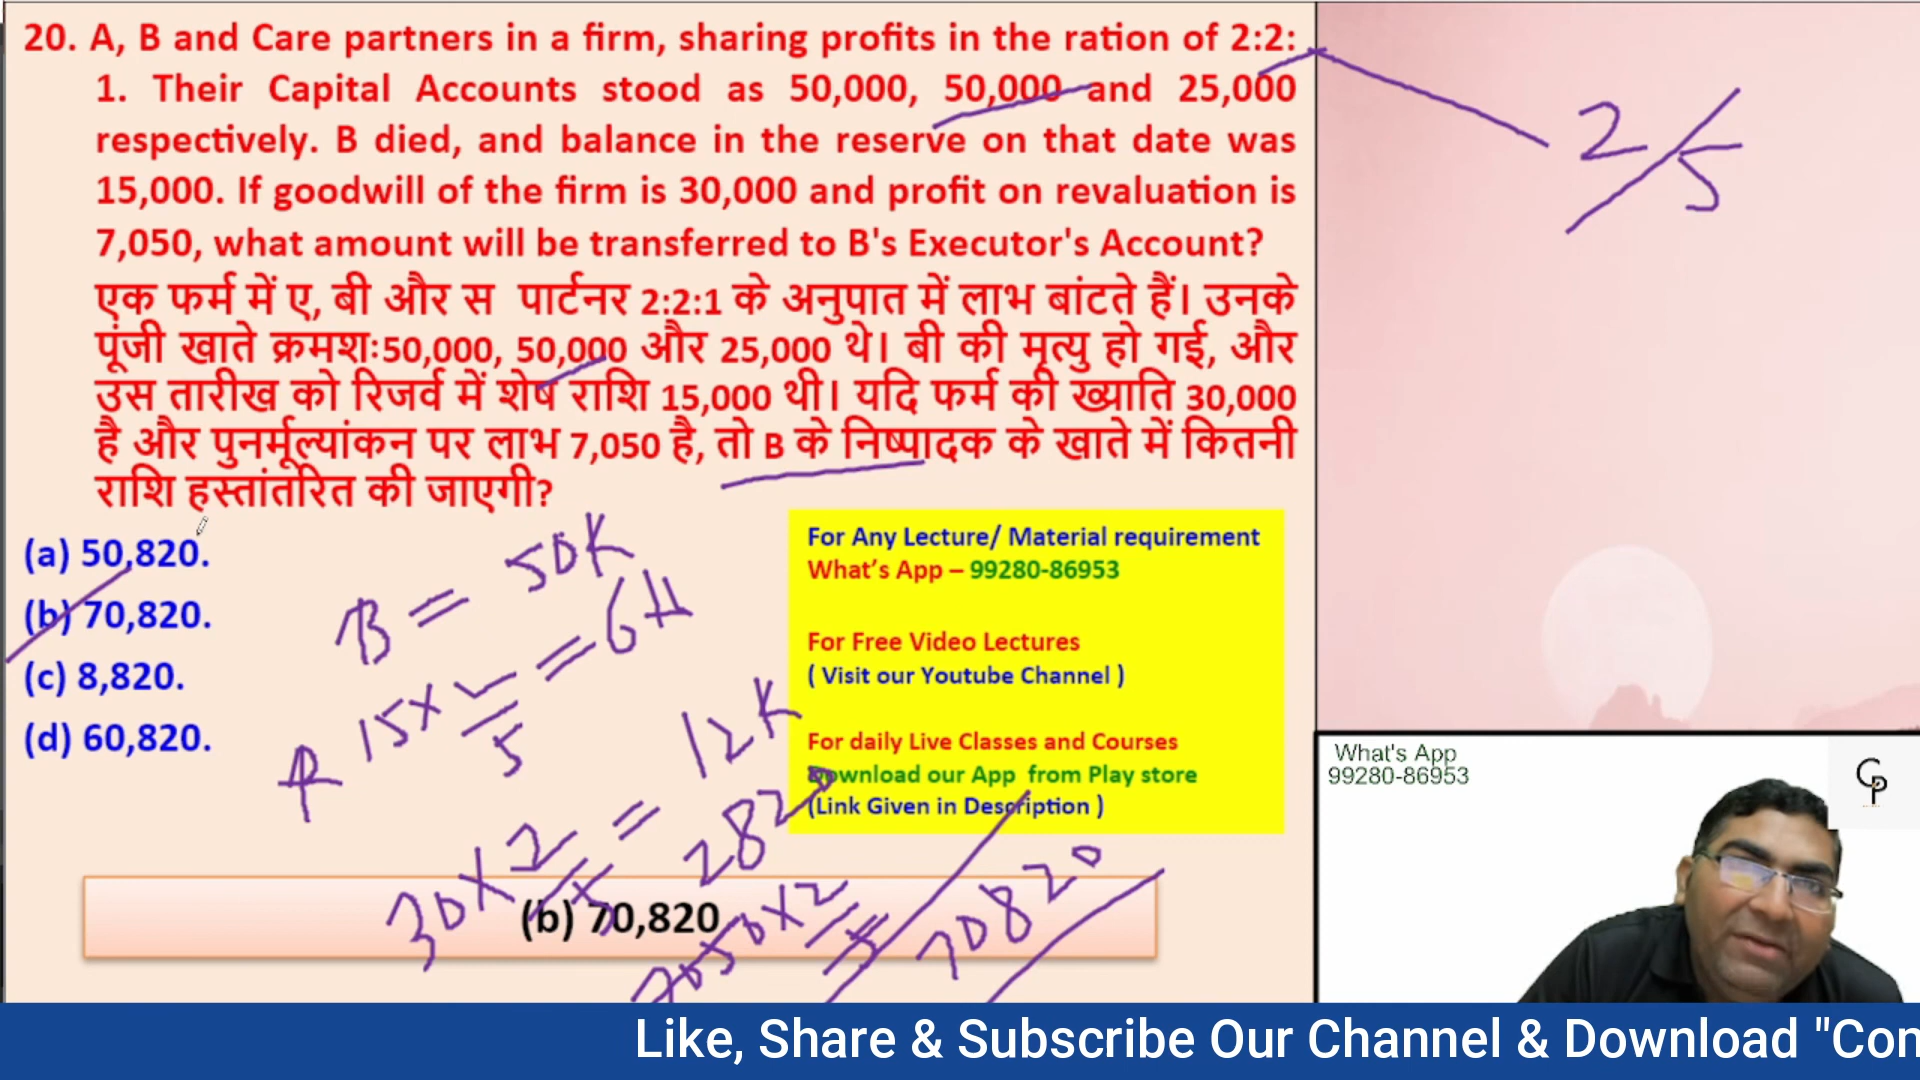 20. A, B and Care partners in a firm, sharing profits in the ration of 2:2:
1. Their Capital Accounts stood as 50,000, 50,000 and 25,000
respectively. B died, and balance in the reserve on that date was
15,000. If goodwill of the firm is 30,000 and profit on revaluation is
7,050, what amount will be transferred to B's Executor's Account?
एक फर्म में ए, बी और स पार्टनर 2:2:1 के अनुपात में लाभ बांटते हैं। उनके
पूंजी खाते क्रमशः50,000, 50,000 और 25,000 थे। बी की मृत्यु हो गई, और
उस तारीख को रिजर्व में शेष राशि 15,000 थी। यदि फर्म की ख्याति 30,000
है और पुनर्मूल्यांकन पर लाभ 7,050 है, तो B के निष्पादक के खाते में कितनी
राशि हस्तांतरित की जाएगी?
(a) 50,820.
(b) 70,820.
(c) 8,820.
(d) 60,820.
2/5
B = 50K
15x 2/5 = 6
30x2/5 = 12K
7050x2/5
2820
70820
(b) 70,820
For Any Lecture/ Material requirement
What's App – 99280-86953
For Free Video Lectures
( Visit our Youtube Channel )
For daily Live Classes and Courses
Download our App from Play store
(Link Given in Description )
What's App
99280-86953
CP
Like, Share & Subscribe Our Channel & Download "Con